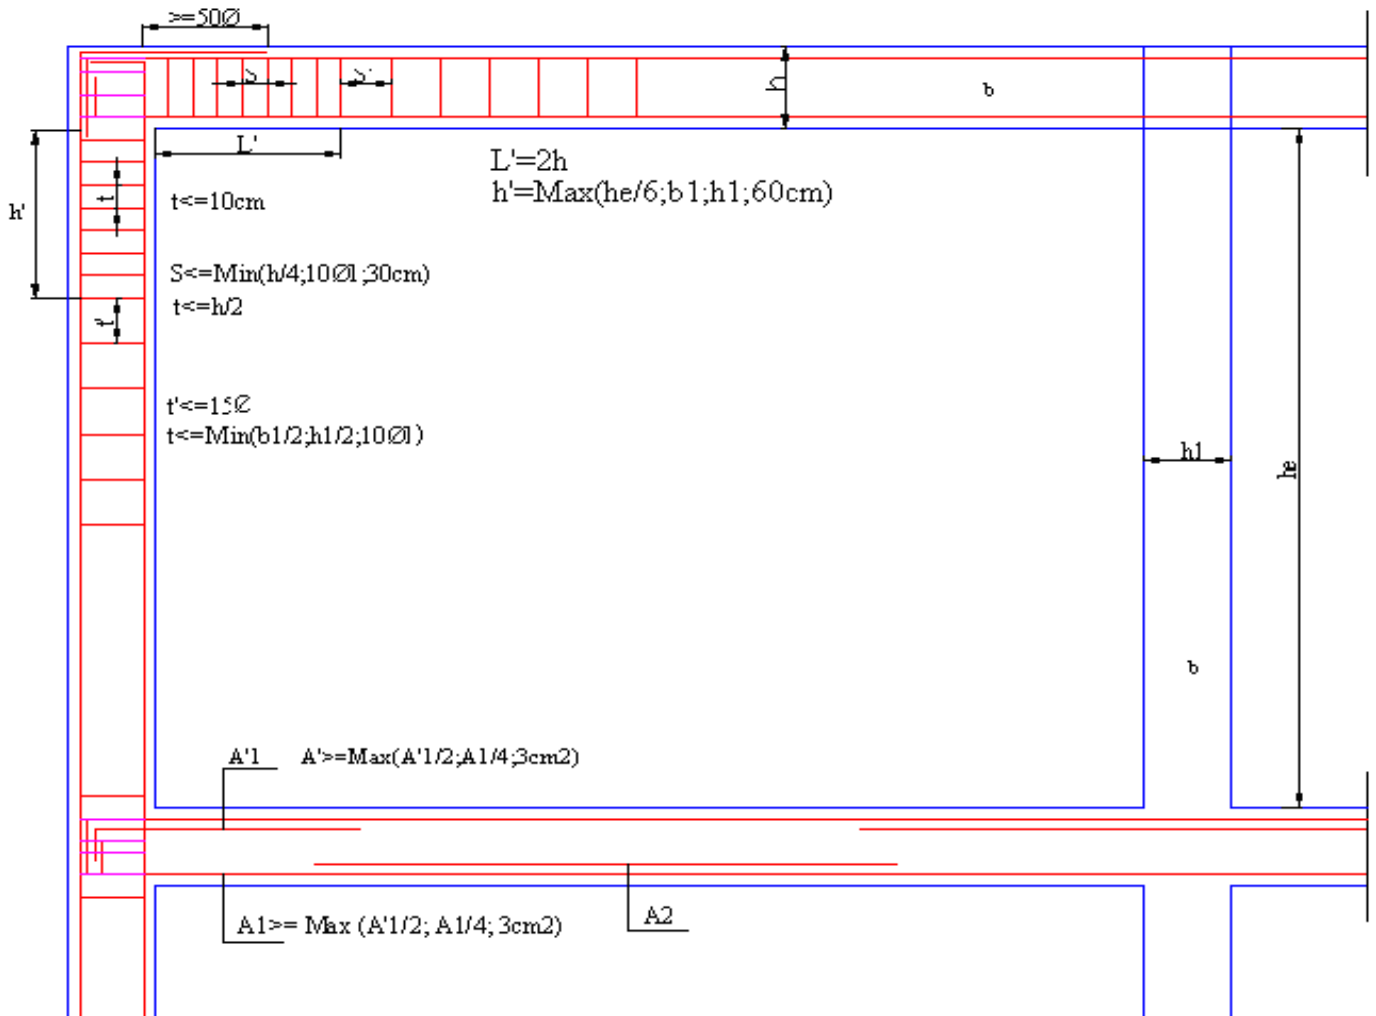 >=50Ø
S
S'
h
b
L'
L'=2h
h'=Max(he/6;b1;h1;60cm)
h'
t
t<=10cm
S<=Min(h/4;10Øl;30cm)
t<=h/2
t'
t'<=15Ø
t<=Min(b1/2;h1/2;10Øl)
h1
he
b
A'1
A'>=Max(A'1/2;A1/4;3cm2)
A1>= Max (A'1/2; A1/4; 3cm2)
A2